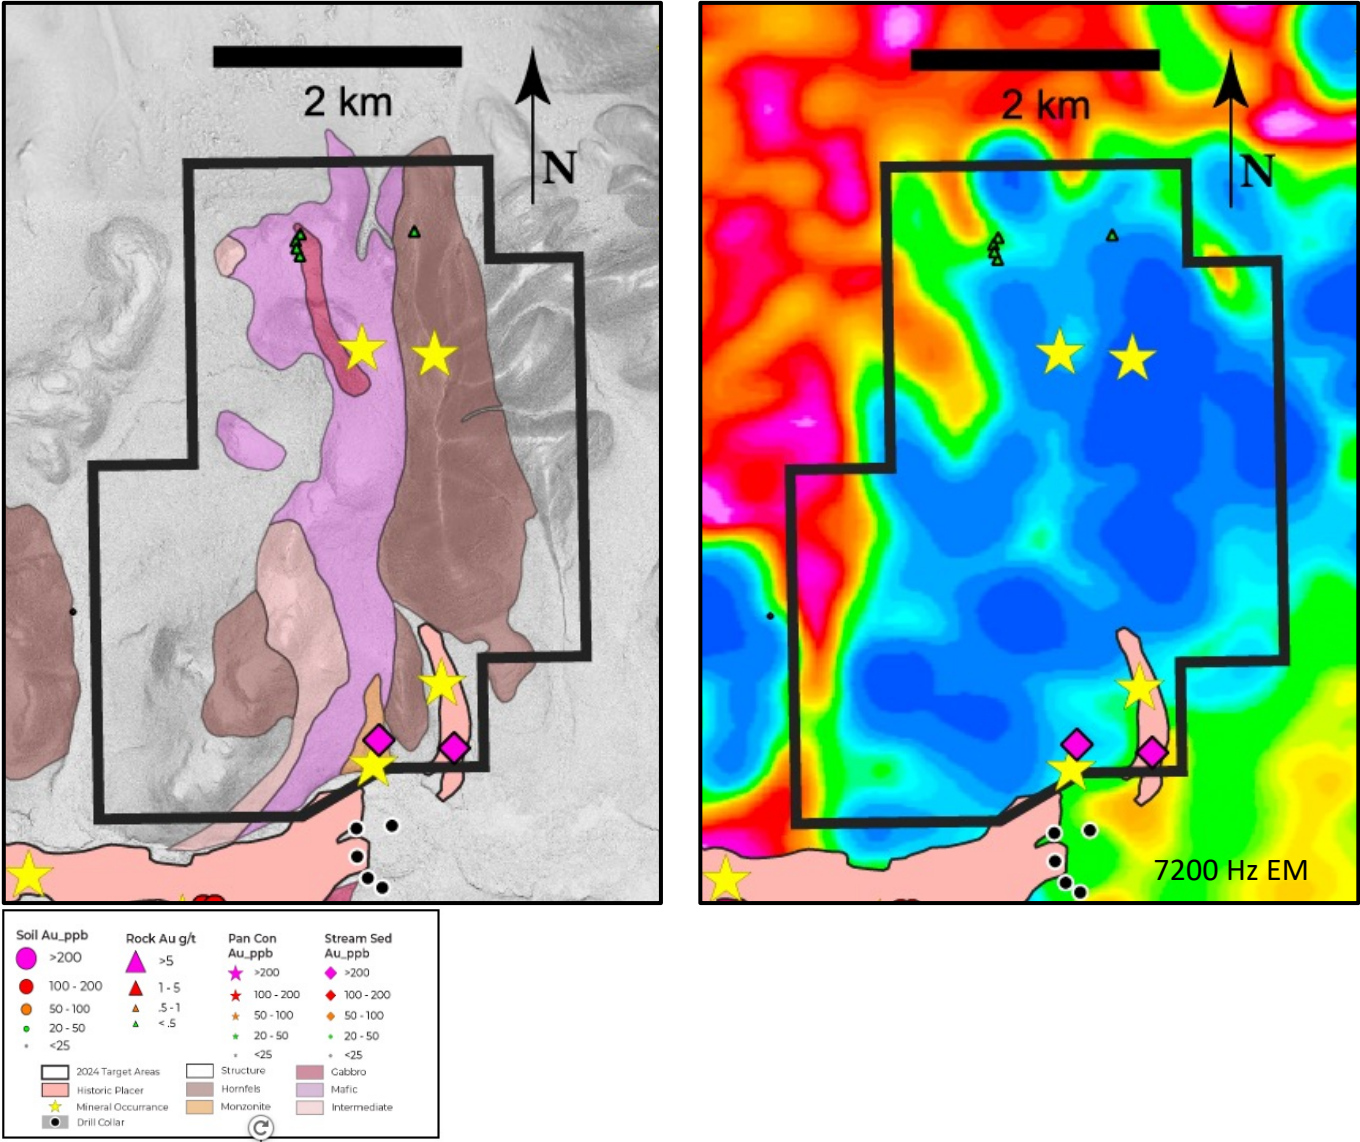 2 km
N
2 km
N
7200 Hz EM
Soil Au_ppb
>200
100 - 200
50 - 100
20 - 50
<25
Rock Au g/t
>5
1 - 5
.5 - 1
< .5
Pan Con
Au_ppb
>200
100 - 200
50 - 100
20 - 50
<25
Stream Sed
Au_ppb
>200
100 - 200
50 - 100
20 - 50
<25
2024 Target Areas
Historic Placer
Mineral Occurrance
Drill Collar
Structure
Hornfels
Monzonite
Gabbro
Mafic
Intermediate